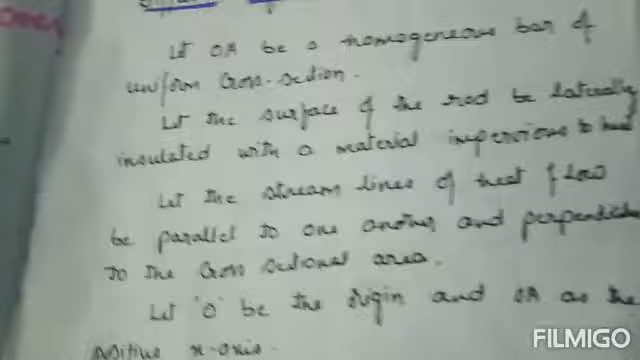 Let OA be a homogeneous bar of
uniform cross-section.
Let the surface of the rod be laterally
insulated with a material impervious to heat
Let the stream lines of heat flow
be parallel to one another and perpendicular
to the cross sectional area.
Let 'O' be the origin and OA as the
positive x-axis.
FILMIGO